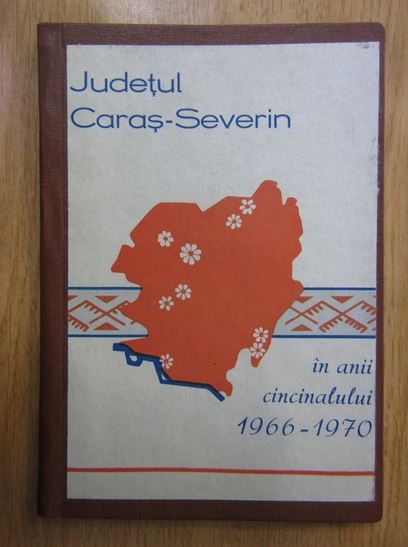 Județul
Caraș-Severin
în anii
cincinalului
1966-1970